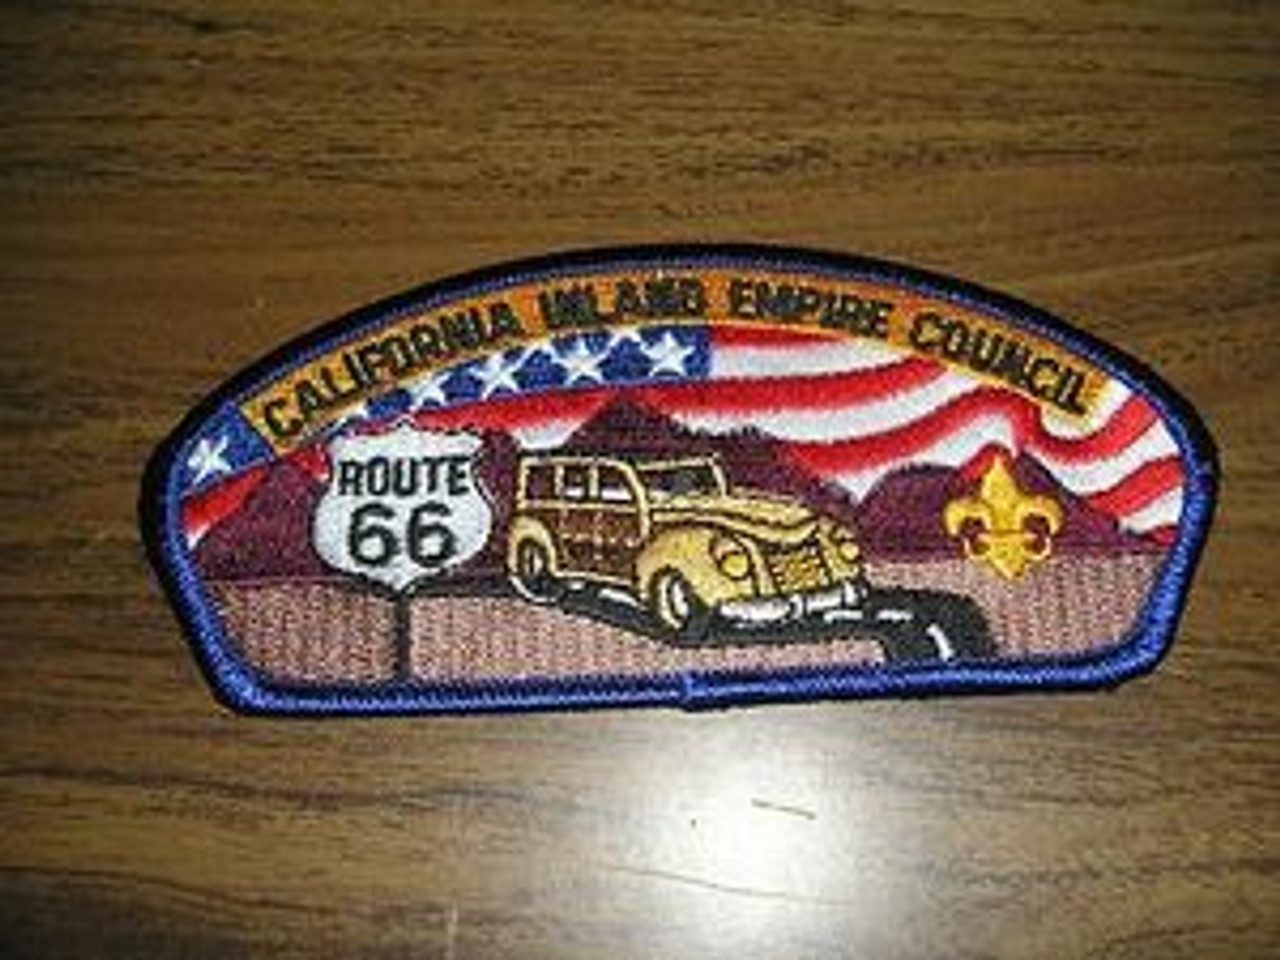 CALIFORNIA INLAND EMPIRE COUNCIL
ROUTE
66